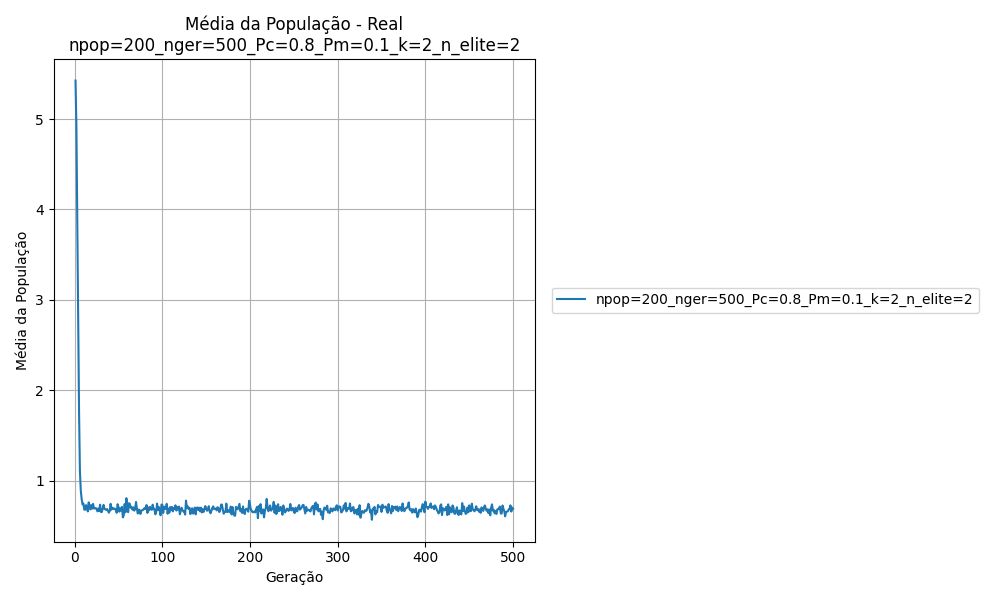 Média da População - Real
npop=200_nger=500_Pc=0.8_Pm=0.1_k=2_n_elite=2
Média da População
5
4
3
2
1
0
100
200
300
400
500
Geração
npop=200_nger=500_Pc=0.8_Pm=0.1_k=2_n_elite=2